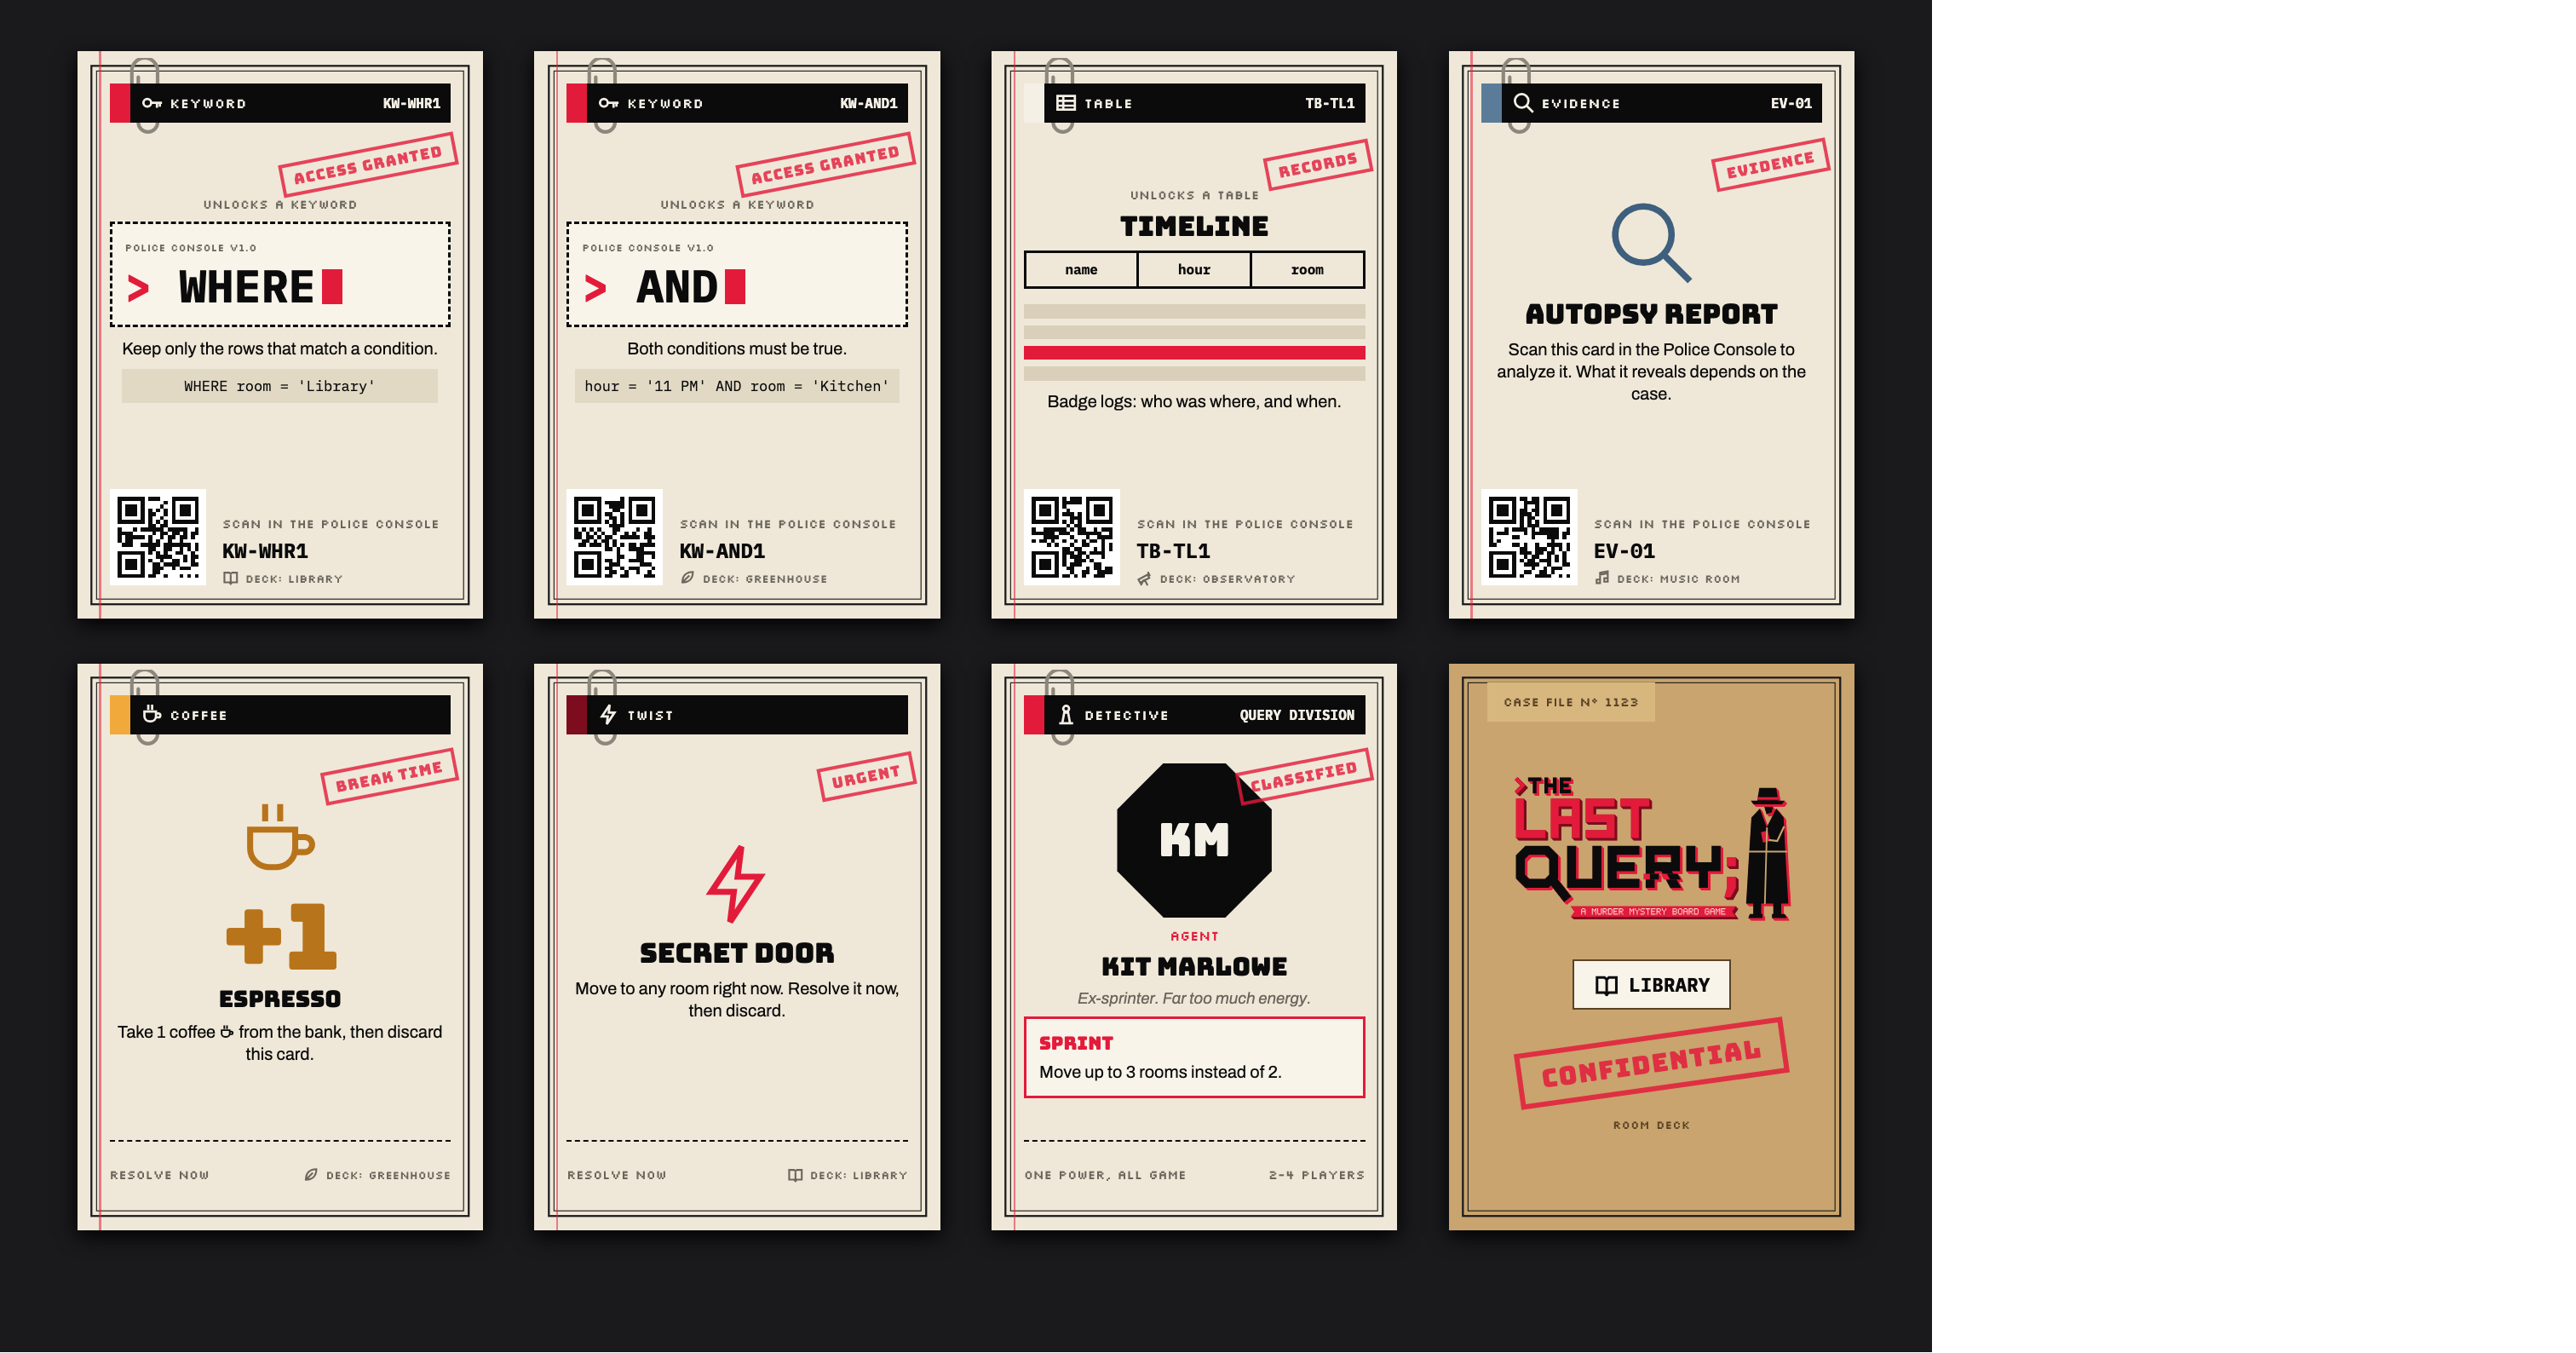 KEYWORD KW-WHR1
ACCESS GRANTED
UNLOCKS A KEYWORD
POLICE CONSOLE V1.0
> WHERE
Keep only the rows that match a condition.
WHERE room = 'Library'
SCAN IN THE POLICE CONSOLE
KW-WHR1
DECK: LIBRARY
KEYWORD KW-AND1
ACCESS GRANTED
UNLOCKS A KEYWORD
POLICE CONSOLE V1.0
> AND
Both conditions must be true.
hour = '11 PM' AND room = 'Kitchen'
SCAN IN THE POLICE CONSOLE
KW-AND1
DECK: GREENHOUSE
TABLE TB-TL1
RECORDS
UNLOCKS A TABLE
TIMELINE
name hour room
Badge logs: who was where, and when.
SCAN IN THE POLICE CONSOLE
TB-TL1
DECK: OBSERVATORY
EVIDENCE EV-01
EVIDENCE
AUTOPSY REPORT
Scan this card in the Police Console to
analyze it. What it reveals depends on the
case.
SCAN IN THE POLICE CONSOLE
EV-01
DECK: MUSIC ROOM
COFFEE
BREAK TIME
+1
ESPRESSO
Take 1 coffee from the bank, then discard
this card.
RESOLVE NOW DECK: GREENHOUSE
TWIST
URGENT
SECRET DOOR
Move to any room right now. Resolve it now,
then discard.
RESOLVE NOW DECK: LIBRARY
DETECTIVE QUERY DIVISION
CLASSIFIED
KM
AGENT
KIT MARLOWE
Ex-sprinter. Far too much energy.
SPRINT
Move up to 3 rooms instead of 2.
ONE POWER, ALL GAME 2-4 PLAYERS
CASE FILE N° 1123
>THE
LAST
QUERY;
A MURDER MYSTERY BOARD GAME
LIBRARY
CONFIDENTIAL
ROOM DECK